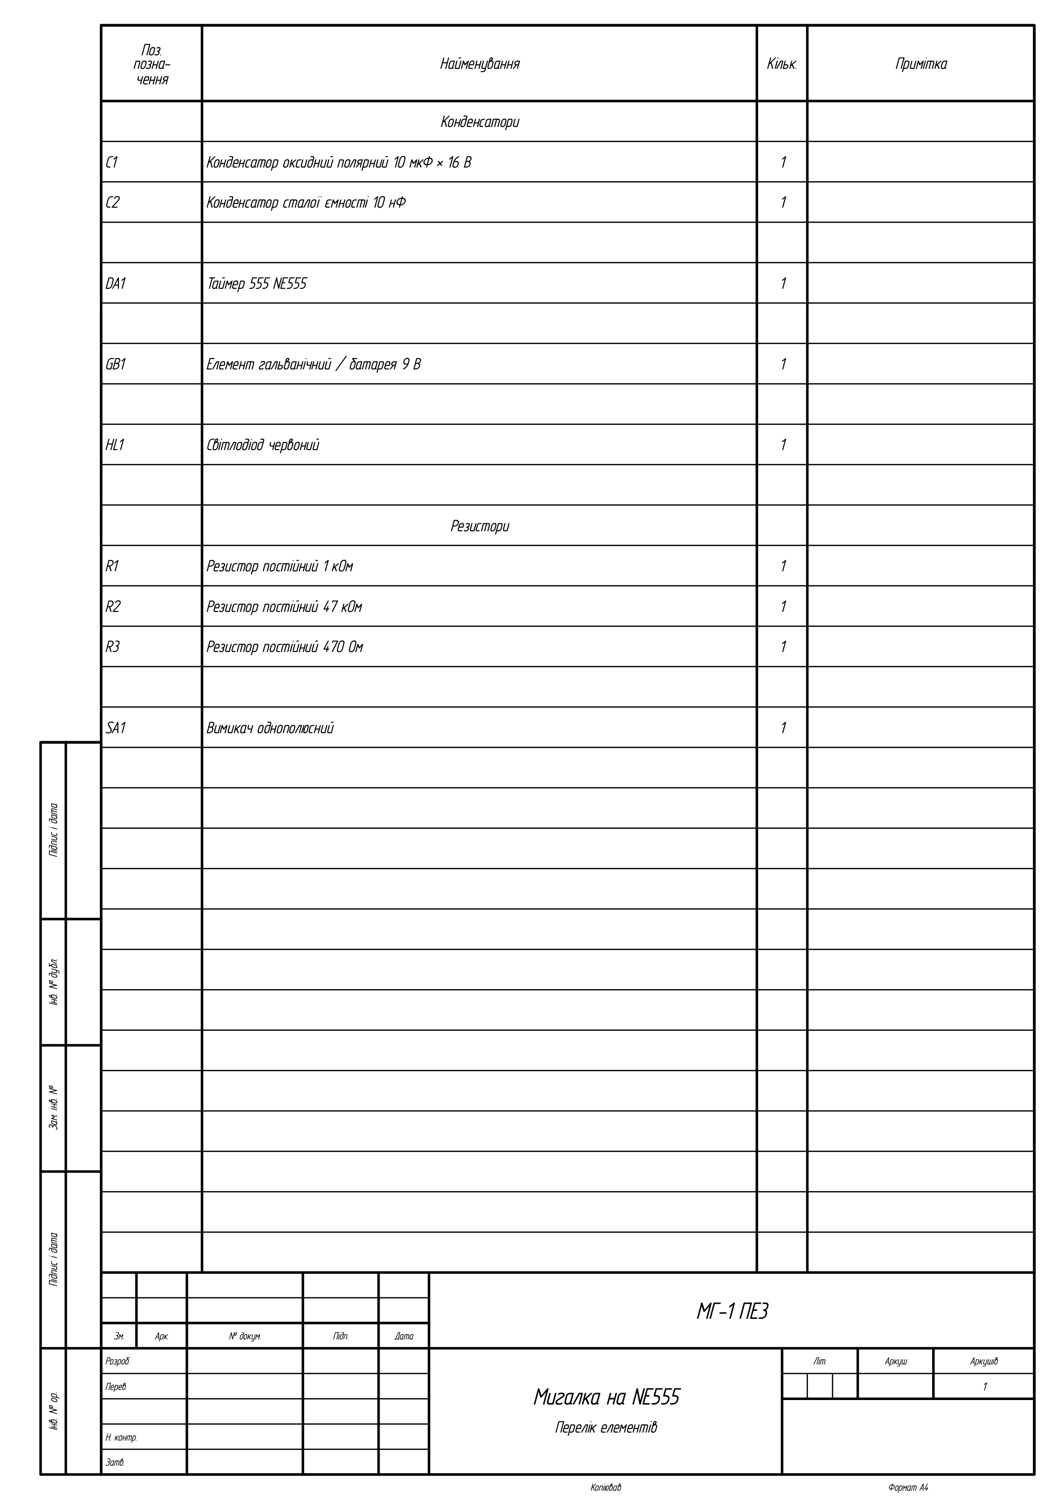 Поз.
позна-
чення
Найменування
Кільк.
Примітка
Конденсатори
C1 Конденсатор оксидний полярний 10 мкФ × 16 В 1
C2 Конденсатор сталої ємності 10 нФ 1
DA1 Таймер 555 NE555 1
GB1 Елемент гальванічний / батарея 9 В 1
HL1 Світлодіод червоний 1
Резистори
R1 Резистор постійний 1 кОм 1
R2 Резистор постійний 47 кОм 1
R3 Резистор постійний 470 Ом 1
SA1 Вимикач однополюсний 1
Підпис і дата
Інв. № дубл.
Зам. інв. №
Підпис і дата
Інв. № ор.
МГ-1 ПЕЗ
Зм. Арк. № докум. Підп. Дата
Розроб.
Перев.
Н. контр.
Затв.
Мигалка на NE555
Перелік елементів
Літ. Аркуш Аркушів
1
Копіював Формат А4